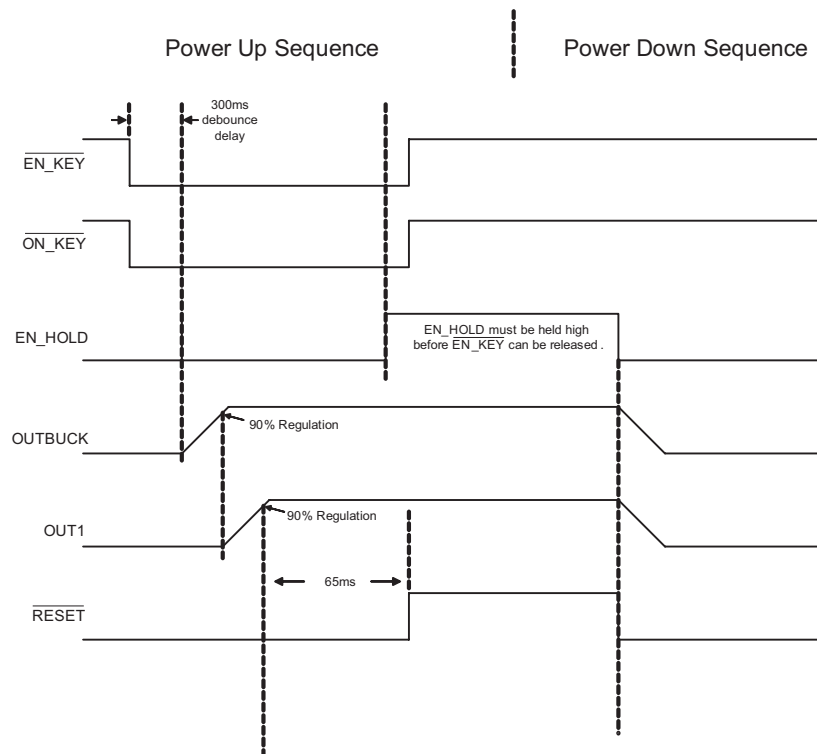 Power Up Sequence
Power Down Sequence
300ms
debounce
delay
EN_KEY
ON_KEY
EN_HOLD
EN_HOLD must be held high
before EN_KEY can be released .
OUTBUCK
90% Regulation
OUT1
90% Regulation
65ms
RESET